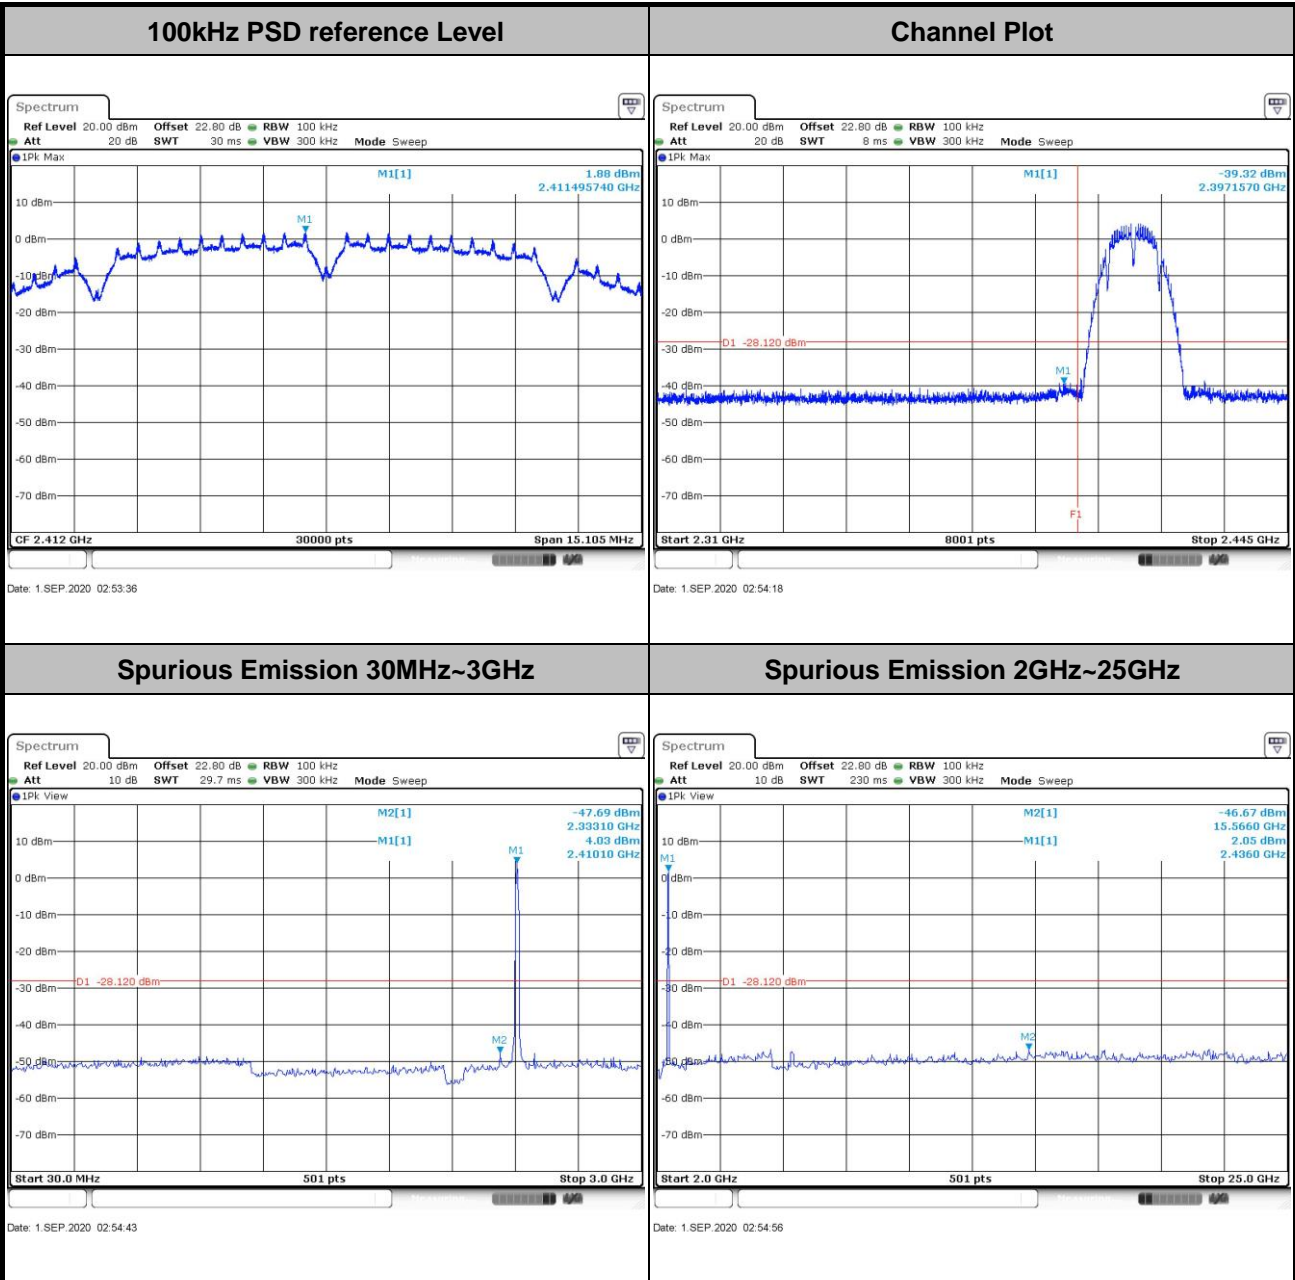 100kHz PSD reference Level
Channel Plot
Spectrum
Ref Level 20.00 dBm Offset 22.80 dB RBW 100 kHz
Att 20 dB SWT 30 ms VBW 300 kHz Mode Sweep
1Pk Max
M1[1] 1.88 dBm
2.411495740 GHz
10 dBm
M1
0 dBm
-10 dBm
-20 dBm
-30 dBm
-40 dBm
-50 dBm
-60 dBm
-70 dBm
CF 2.412 GHz 30000 pts Span 15.105 MHz
Date: 1.SEP.2020 02:53:36
Spectrum
Ref Level 20.00 dBm Offset 22.80 dB RBW 100 kHz
Att 20 dB SWT 8 ms VBW 300 kHz Mode Sweep
1Pk Max
M1[1] -39.32 dBm
2.3971570 GHz
10 dBm
0 dBm
-10 dBm
-20 dBm
D1 -28.120 dBm
-30 dBm
M1
-40 dBm
-50 dBm
-60 dBm
-70 dBm
F1
Start 2.31 GHz 8001 pts Stop 2.445 GHz
Date: 1.SEP.2020 02:54:18
Spurious Emission 30MHz~3GHz
Spurious Emission 2GHz~25GHz
Spectrum
Ref Level 20.00 dBm Offset 22.80 dB RBW 100 kHz
Att 10 dB SWT 29.7 ms VBW 300 kHz Mode Sweep
1Pk View
M2[1] -47.69 dBm
2.33310 GHz
10 dBm M1[1] 4.03 dBm
M1 2.41010 GHz
0 dBm
-10 dBm
-20 dBm
D1 -28.120 dBm
-30 dBm
-40 dBm
M2
-50 dBm
-60 dBm
-70 dBm
Start 30.0 MHz 501 pts Stop 3.0 GHz
Date: 1.SEP.2020 02:54:43
Spectrum
Ref Level 20.00 dBm Offset 22.80 dB RBW 100 kHz
Att 10 dB SWT 230 ms VBW 300 kHz Mode Sweep
1Pk View
M2[1] -46.67 dBm
15.5660 GHz
10 dBm M1[1] 2.05 dBm
M1 2.4360 GHz
0 dBm
-10 dBm
-20 dBm
D1 -28.120 dBm
-30 dBm
-40 dBm
M2
-50 dBm
-60 dBm
-70 dBm
Start 2.0 GHz 501 pts Stop 25.0 GHz
Date: 1.SEP.2020 02:54:56